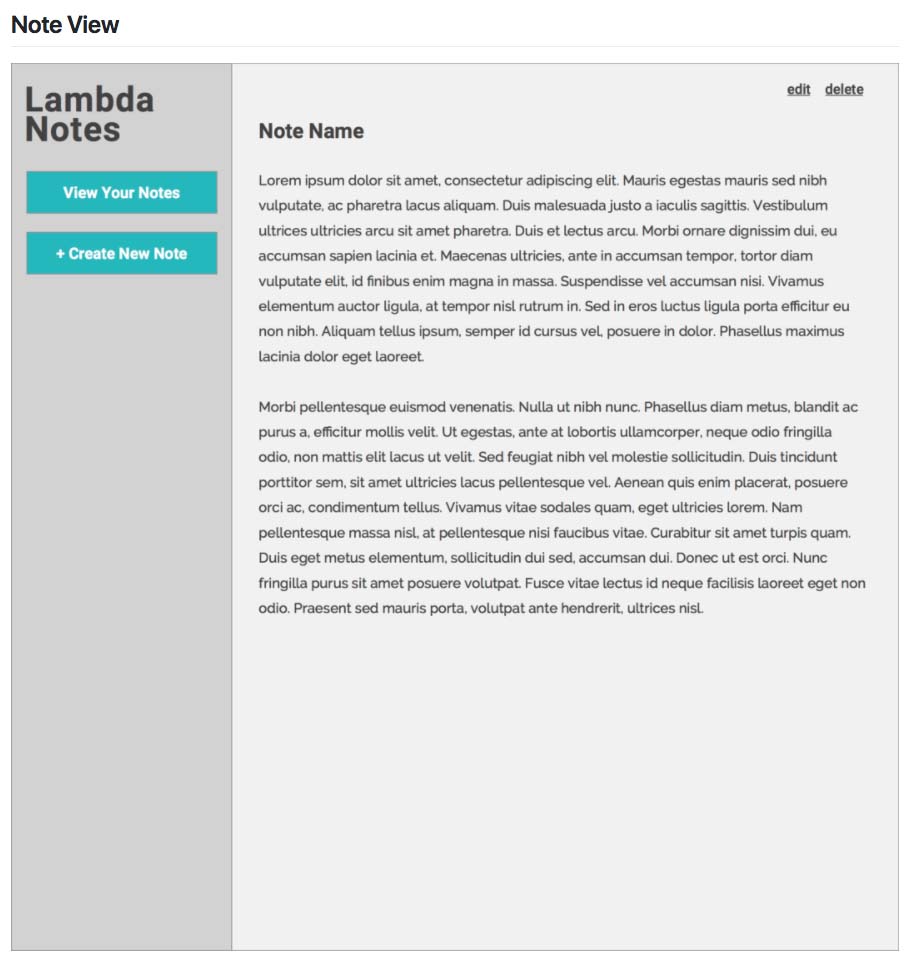 Note View
Lambda
Notes
View Your Notes
+ Create New Note
edit delete
Note Name
Lorem ipsum dolor sit amet, consectetur adipiscing elit. Mauris egestas mauris sed nibh
vulputate, ac pharetra lacus aliquam. Duis malesuada justo a iaculis sagittis. Vestibulum
ultrices ultricies arcu sit amet pharetra. Duis et lectus arcu. Morbi ornare dignissim dui, eu
accumsan sapien lacinia et. Maecenas ultricies, ante in accumsan tempor, tortor diam
vulputate elit, id finibus enim magna in massa. Suspendisse vel accumsan nisi. Vivamus
elementum auctor ligula, at tempor nisl rutrum in. Sed in eros luctus ligula porta efficitur eu
non nibh. Aliquam tellus ipsum, semper id cursus vel, posuere in dolor. Phasellus maximus
lacinia dolor eget laoreet.
Morbi pellentesque euismod venenatis. Nulla ut nibh nunc. Phasellus diam metus, blandit ac
purus a, efficitur mollis velit. Ut egestas, ante at lobortis ullamcorper, neque odio fringilla
odio, non mattis elit lacus ut velit. Sed feugiat nibh vel molestie sollicitudin. Duis tincidunt
porttitor sem, sit amet ultricies lacus pellentesque vel. Aenean quis enim placerat, posuere
orci ac, condimentum tellus. Vivamus vitae sodales quam, eget ultricies lorem. Nam
pellentesque massa nisl, at pellentesque nisi faucibus vitae. Curabitur sit amet turpis quam.
Duis eget metus elementum, sollicitudin dui sed, accumsan dui. Donec ut est orci. Nunc
fringilla purus sit amet posuere volutpat. Fusce vitae lectus id neque facilisis laoreet eget non
odio. Praesent sed mauris porta, volutpat ante hendrerit, ultrices nisl.